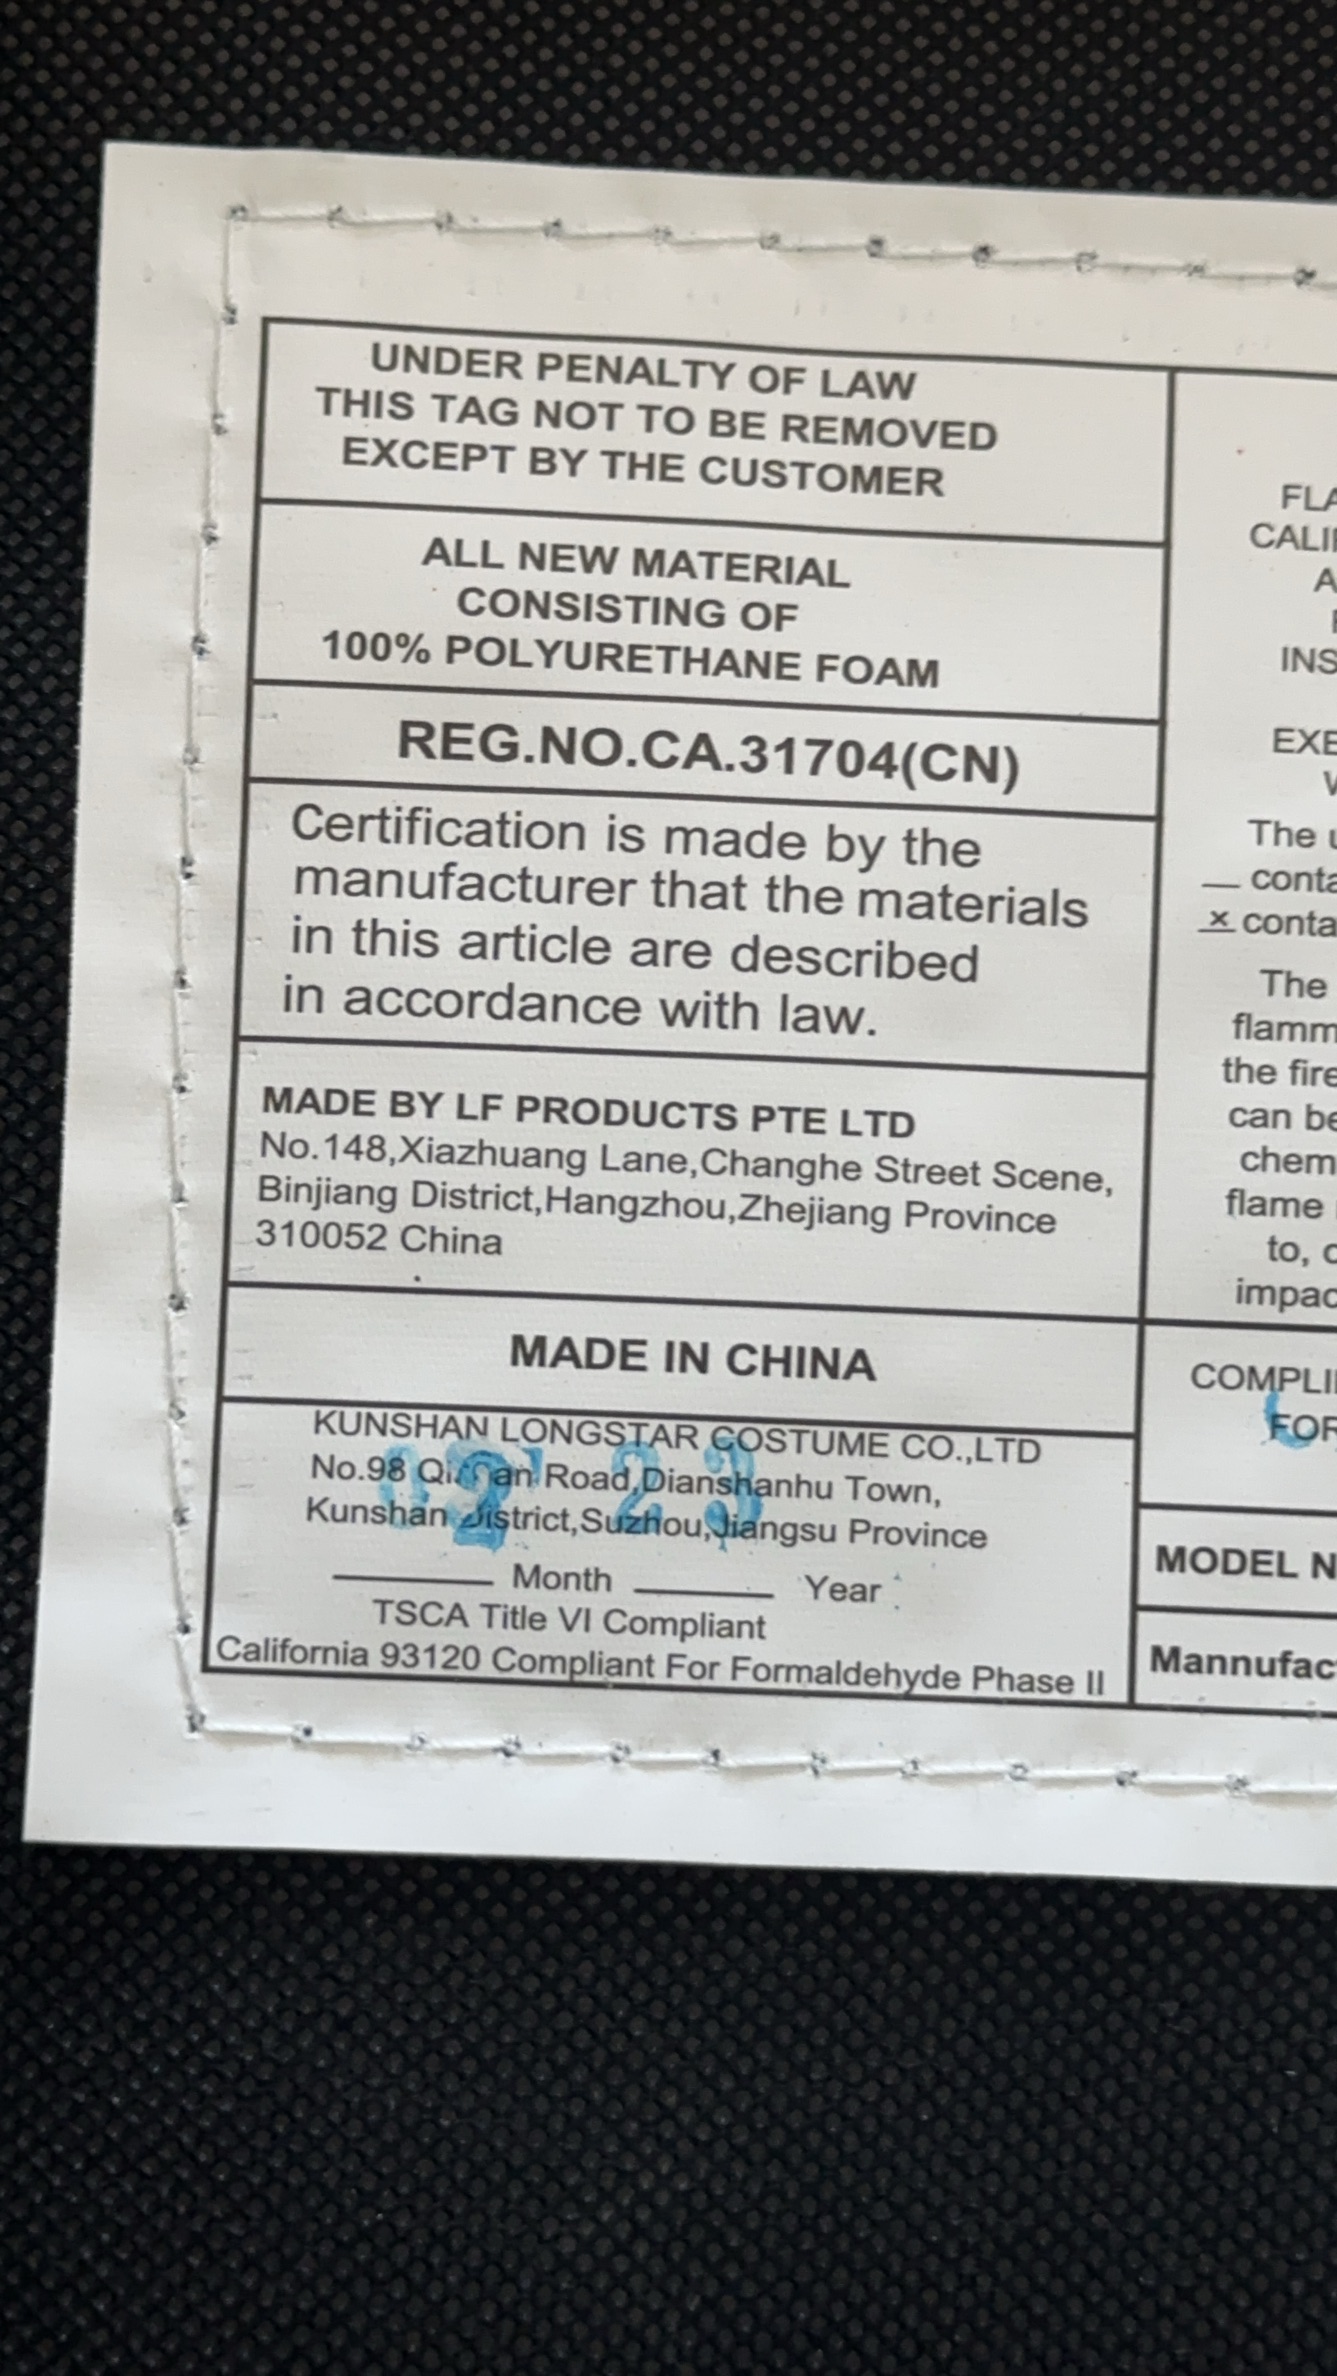 UNDER PENALTY OF LAW
THIS TAG NOT TO BE REMOVED
EXCEPT BY THE CUSTOMER
ALL NEW MATERIAL
CONSISTING OF
100% POLYURETHANE FOAM
REG.NO.CA.31704(CN)
Certification is made by the
manufacturer that the materials
in this article are described
in accordance with law.
MADE BY LF PRODUCTS PTE LTD
No.148,Xiazhuang Lane,Changhe Street Scene,
Binjiang District,Hangzhou,Zhejiang Province
310052 China
MADE IN CHINA
KUNSHAN LONGSTAR COSTUME CO.,LTD
No.98 Road,Dianshanhu Town,
Kunshan District,Suzhou,Jiangsu Province
02 23
Month Year
TSCA Title VI Compliant
California 93120 Compliant For Formaldehyde Phase II
FLA
CALIF
A
INS
EXE
W
The u
conta
x conta
The
flamm
the fire
can be
chem
flame
to, o
impac
COMPLI
FOR
MODEL N
Mannufac